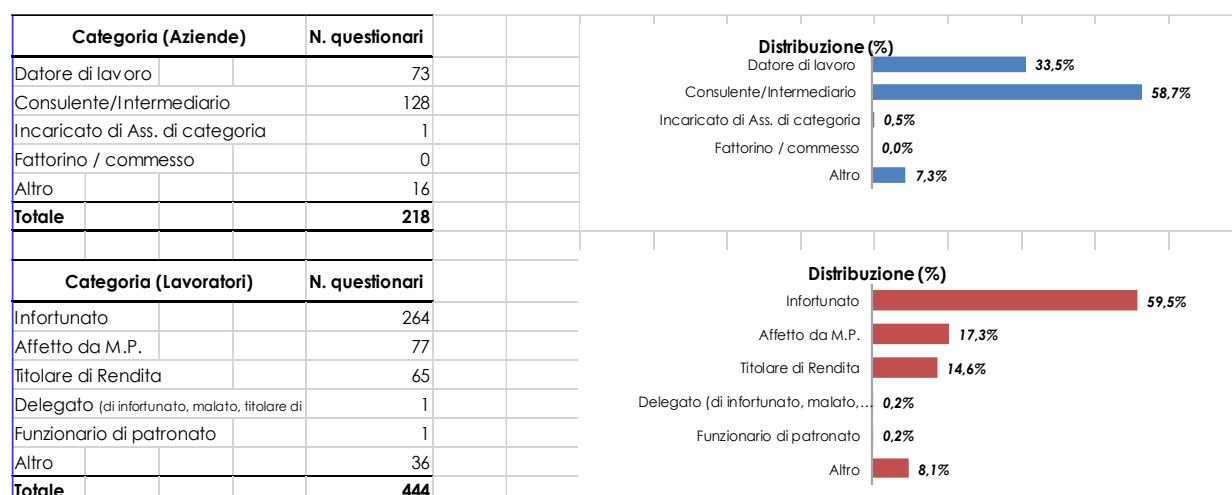 Categoria (Aziende) N. questionari
Datore di lavoro 73
Consulente/Intermediario 128
Incaricato di Ass. di categoria 1
Fattorino / commesso 0
Altro 16
Totale 218
Distribuzione (%)
Datore di lavoro 33,5%
Consulente/Intermediario 58,7%
Incaricato di Ass. di categoria 0,5%
Fattorino / commesso 0,0%
Altro 7,3%
Categoria (Lavoratori) N. questionari
Infortunato 264
Affetto da M.P. 77
Titolare di Rendita 65
Delegato (di infortunato, malato, titolare di 1
Funzionario di patronato 1
Altro 36
Totale 444
Distribuzione (%)
Infortunato 59,5%
Affetto da M.P. 17,3%
Titolare di Rendita 14,6%
Delegato (di infortunato, malato,... 0,2%
Funzionario di patronato 0,2%
Altro 8,1%